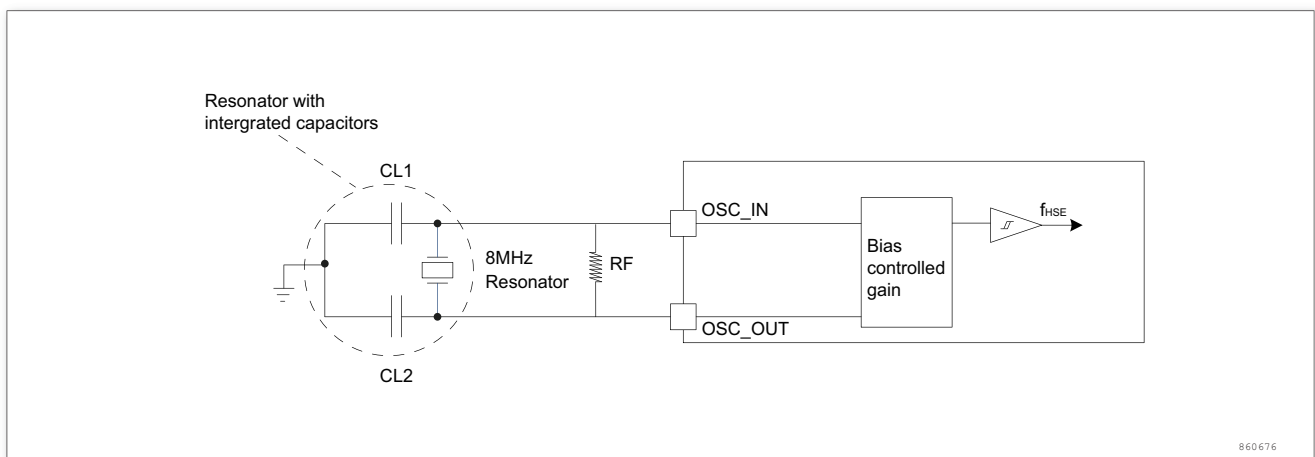 Resonator with
intergrated capacitors
CL1
OSC_IN
fHSE
8MHz
Resonator
RF
Bias
controlled
gain
OSC_OUT
CL2
860676